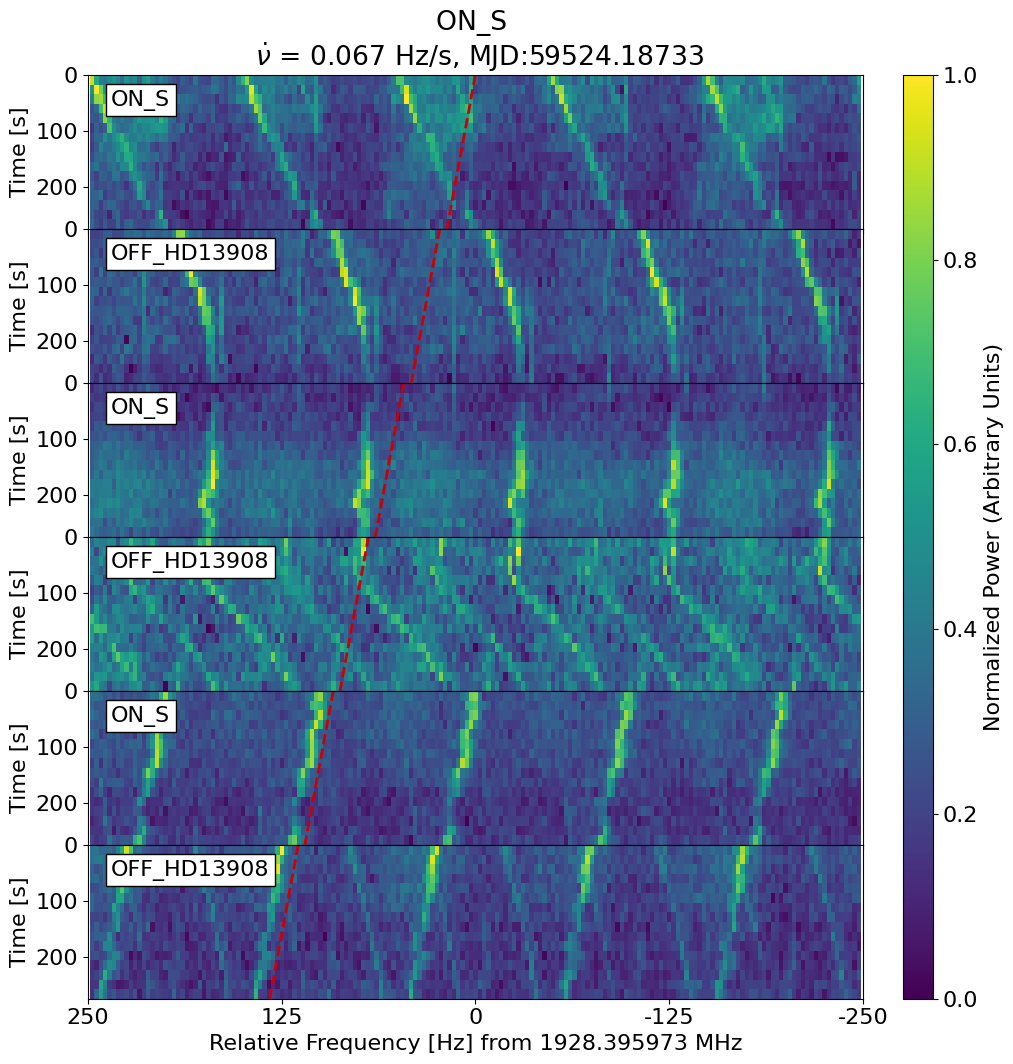 ON_S
ν̇ = 0.067 Hz/s, MJD:59524.18733
0
100
200
Time [s]
ON_S
0
100
200
Time [s]
OFF_HD13908
0
100
200
Time [s]
ON_S
0
100
200
Time [s]
OFF_HD13908
0
100
200
Time [s]
ON_S
0
100
200
Time [s]
OFF_HD13908
250 125 0 -125 -250
Relative Frequency [Hz] from 1928.395973 MHz
1.0
0.8
0.6
0.4
0.2
0.0
Normalized Power (Arbitrary Units)